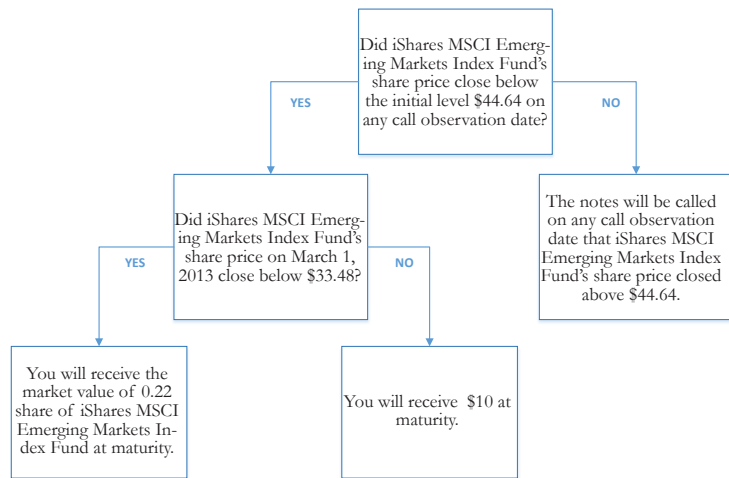 Did iShares MSCI Emerg-
ing Markets Index Fund's
share price close below
the initial level $44.64 on
any call observation date?
YES
NO
Did iShares MSCI Emerg-
ing Markets Index Fund's
share price on March 1,
2013 close below $33.48?
The notes will be called
on any call observation
date that iShares MSCI
Emerging Markets Index
Fund's share price closed
above $44.64.
YES
NO
You will receive the
market value of 0.22
share of iShares MSCI
Emerging Markets In-
dex Fund at maturity.
You will receive $10 at
maturity.